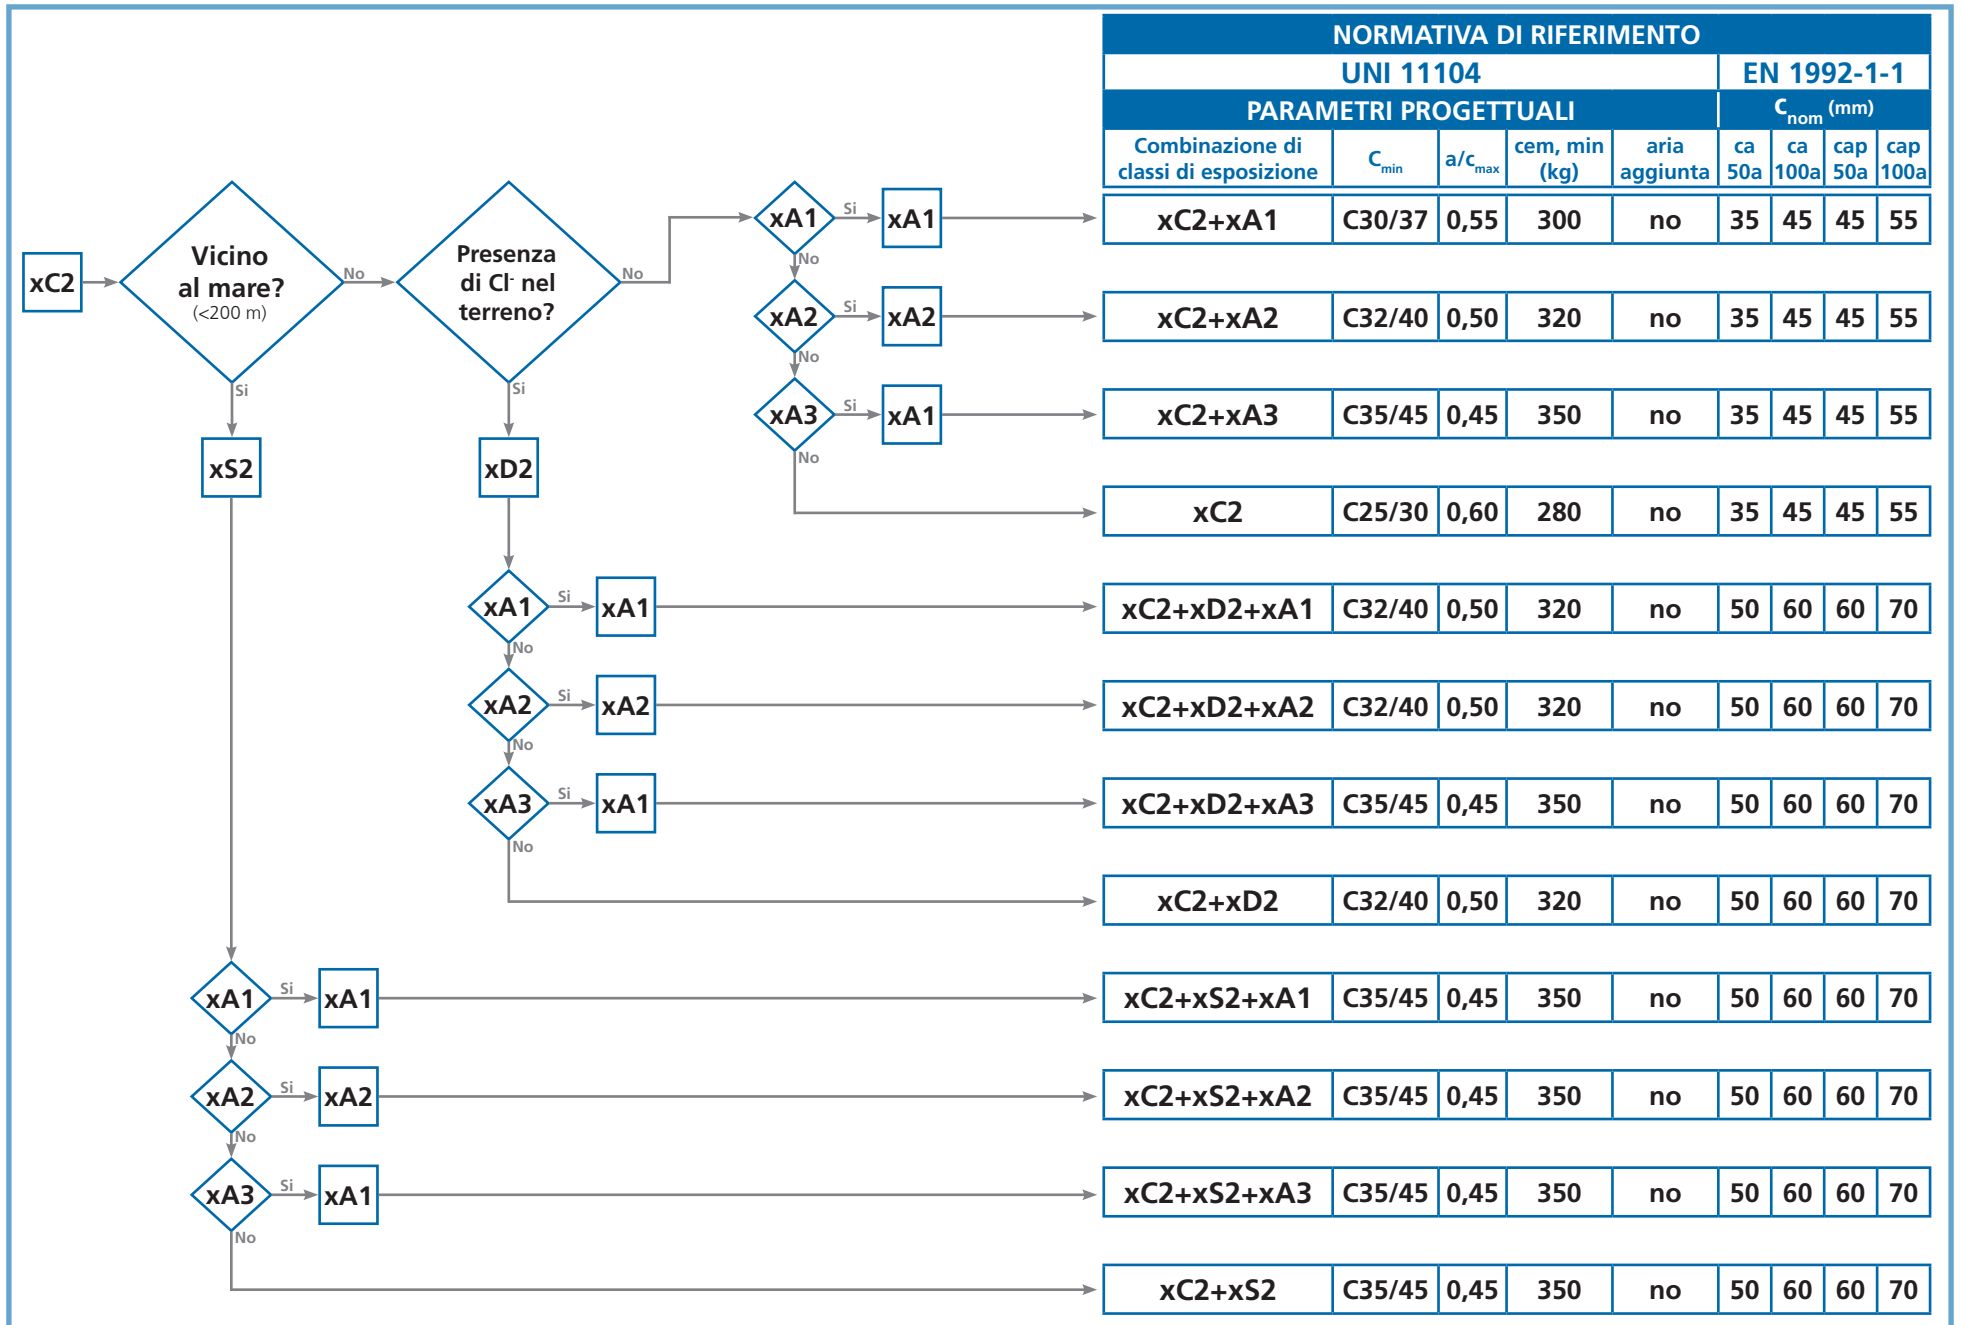 NORMATIVA DI RIFERIMENTO
UNI 11104 EN 1992-1-1
PARAMETRI PROGETTUALI Cnom (mm)
Combinazione di classi di esposizione Cmin a/cmax cem, min (kg) aria aggiunta ca 50a ca 100a cap 50a cap 100a
xC2
Vicino
al mare?
(<200 m)
No
Si
Presenza
di Cl- nel
terreno?
No
Si
xA1 Si xA1 xC2+xA1 C30/37 0,55 300 no 35 45 45 55
No
xA2 Si xA2 xC2+xA2 C32/40 0,50 320 no 35 45 45 55
No
xA3 Si xA1 xC2+xA3 C35/45 0,45 350 no 35 45 45 55
No
xS2 xD2
xC2 C25/30 0,60 280 no 35 45 45 55
xA1 Si xA1 xC2+xD2+xA1 C32/40 0,50 320 no 50 60 60 70
No
xA2 Si xA2 xC2+xD2+xA2 C32/40 0,50 320 no 50 60 60 70
No
xA3 Si xA1 xC2+xD2+xA3 C35/45 0,45 350 no 50 60 60 70
No
xC2+xD2 C32/40 0,50 320 no 50 60 60 70
xA1 Si xA1 xC2+xS2+xA1 C35/45 0,45 350 no 50 60 60 70
No
xA2 Si xA2 xC2+xS2+xA2 C35/45 0,45 350 no 50 60 60 70
No
xA3 Si xA1 xC2+xS2+xA3 C35/45 0,45 350 no 50 60 60 70
No
xC2+xS2 C35/45 0,45 350 no 50 60 60 70